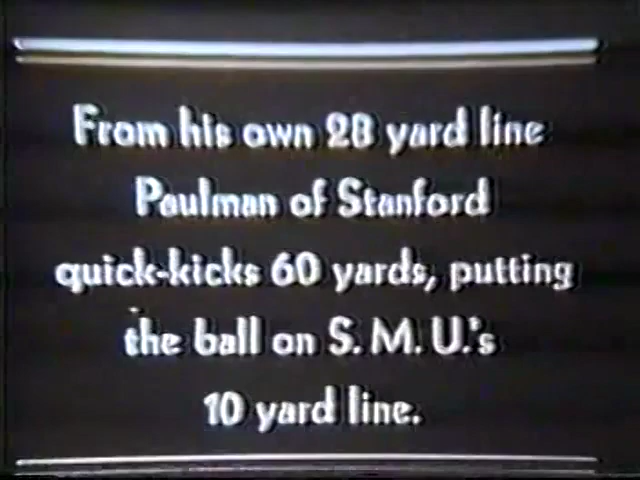 From his own 28 yard line
Paulman of Stanford
quick-kicks 60 yards, putting
the ball on S. M. U.'s
10 yard line.